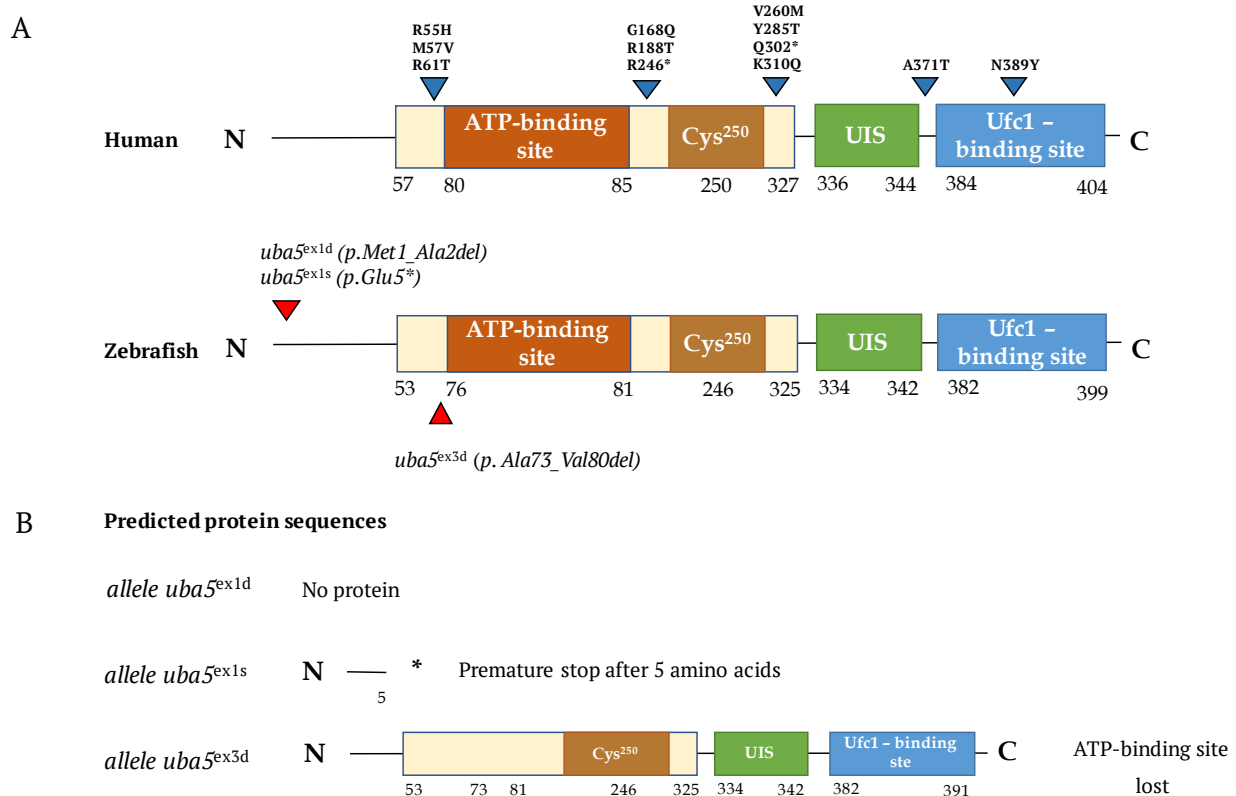 A
R55H
M57V
R61T
G168Q
R188T
R246*
V260M
Y285T
Q302*
K310Q
A371T
N389Y
Human
N
ATP-binding
site
Cys250
UIS
Ufc1 –
binding site
C
57
80
85
250
327
336
344
384
404
uba5ex1d (p.Met1_Ala2del)
uba5ex1s (p.Glu5*)
Zebrafish
N
ATP-binding
site
Cys250
UIS
Ufc1 –
binding site
C
53
76
81
246
325
334
342
382
399
uba5ex3d (p. Ala73_Val80del)
B
Predicted protein sequences
allele uba5ex1d
No protein
allele uba5ex1s
N
*
Premature stop after 5 amino acids
5
allele uba5ex3d
N
Cys250
UIS
Ufc1 – binding
ste
C
ATP-binding site
lost
53
73
81
246
325
334
342
382
391